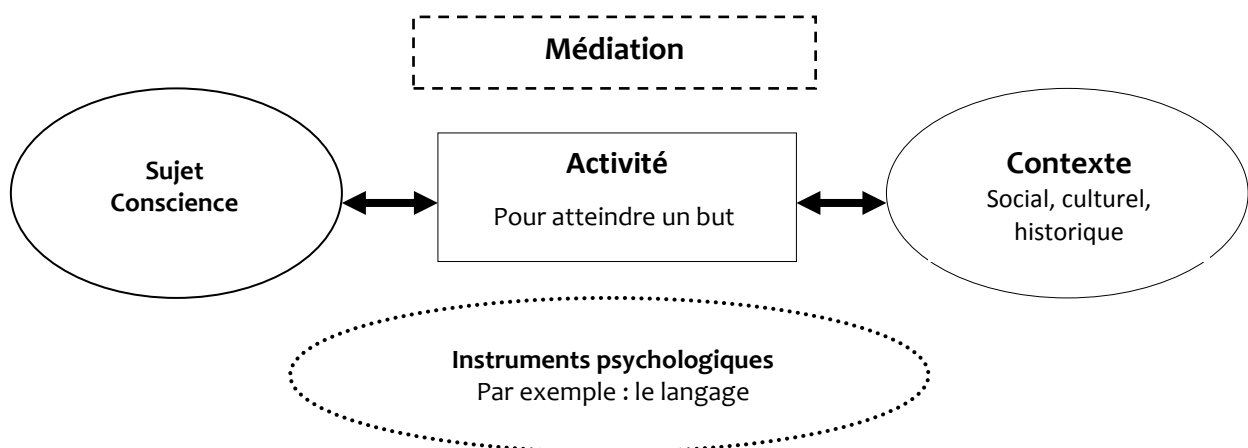 Médiation
Sujet
Conscience
Activité
Pour atteindre un but
Contexte
Social, culturel,
historique
Instruments psychologiques
Par exemple : le langage